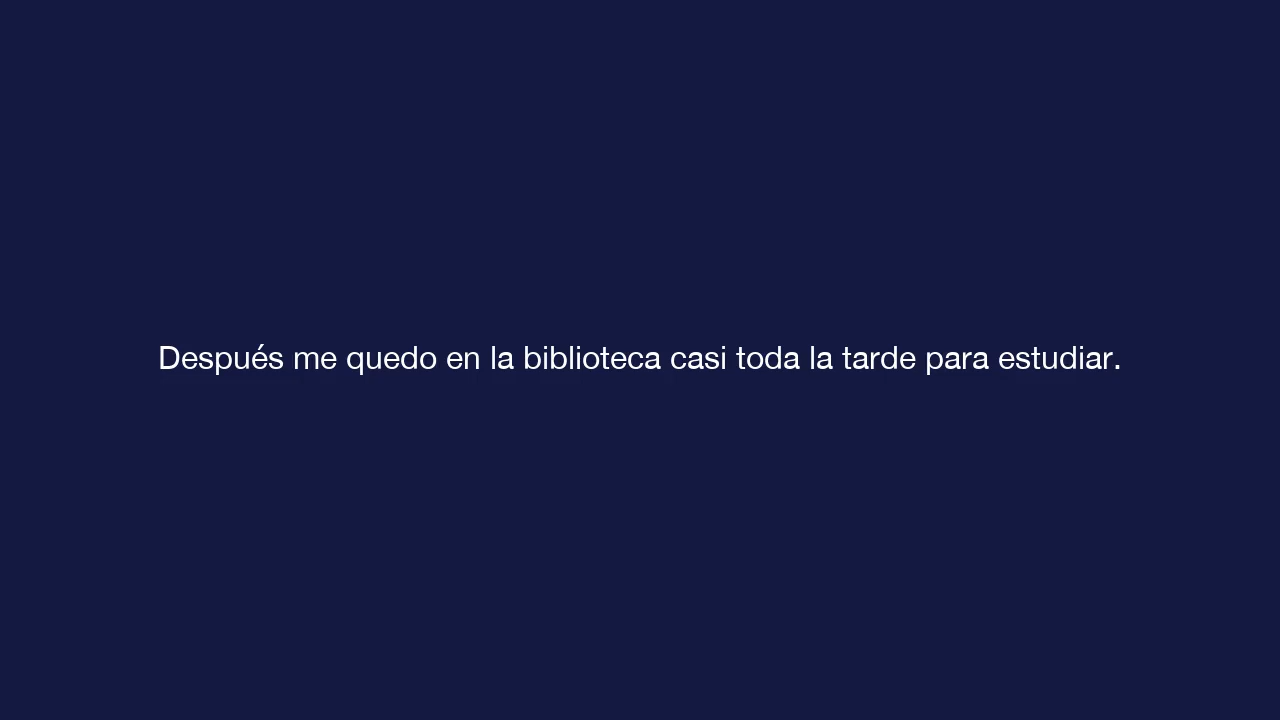 Después me quedo en la biblioteca casi toda la tarde para estudiar.